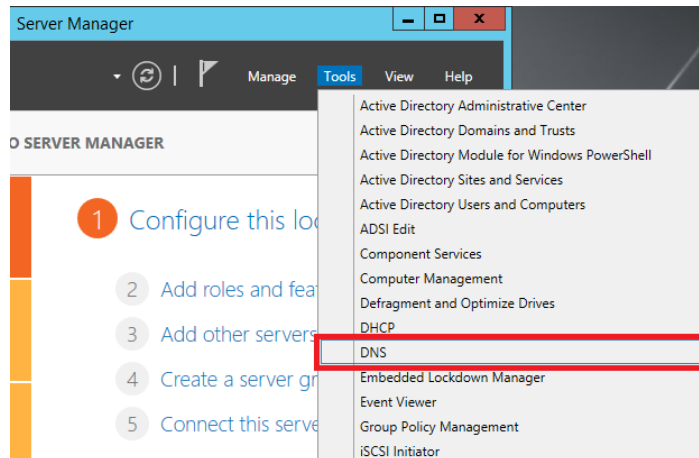 Server Manager
Manage Tools View Help
O SERVER MANAGER
1 Configure this loc
2 Add roles and feat
3 Add other servers
4 Create a server gr
5 Connect this serve
Active Directory Administrative Center
Active Directory Domains and Trusts
Active Directory Module for Windows PowerShell
Active Directory Sites and Services
Active Directory Users and Computers
ADSI Edit
Component Services
Computer Management
Defragment and Optimize Drives
DHCP
DNS
Embedded Lockdown Manager
Event Viewer
Group Policy Management
iSCSI Initiator